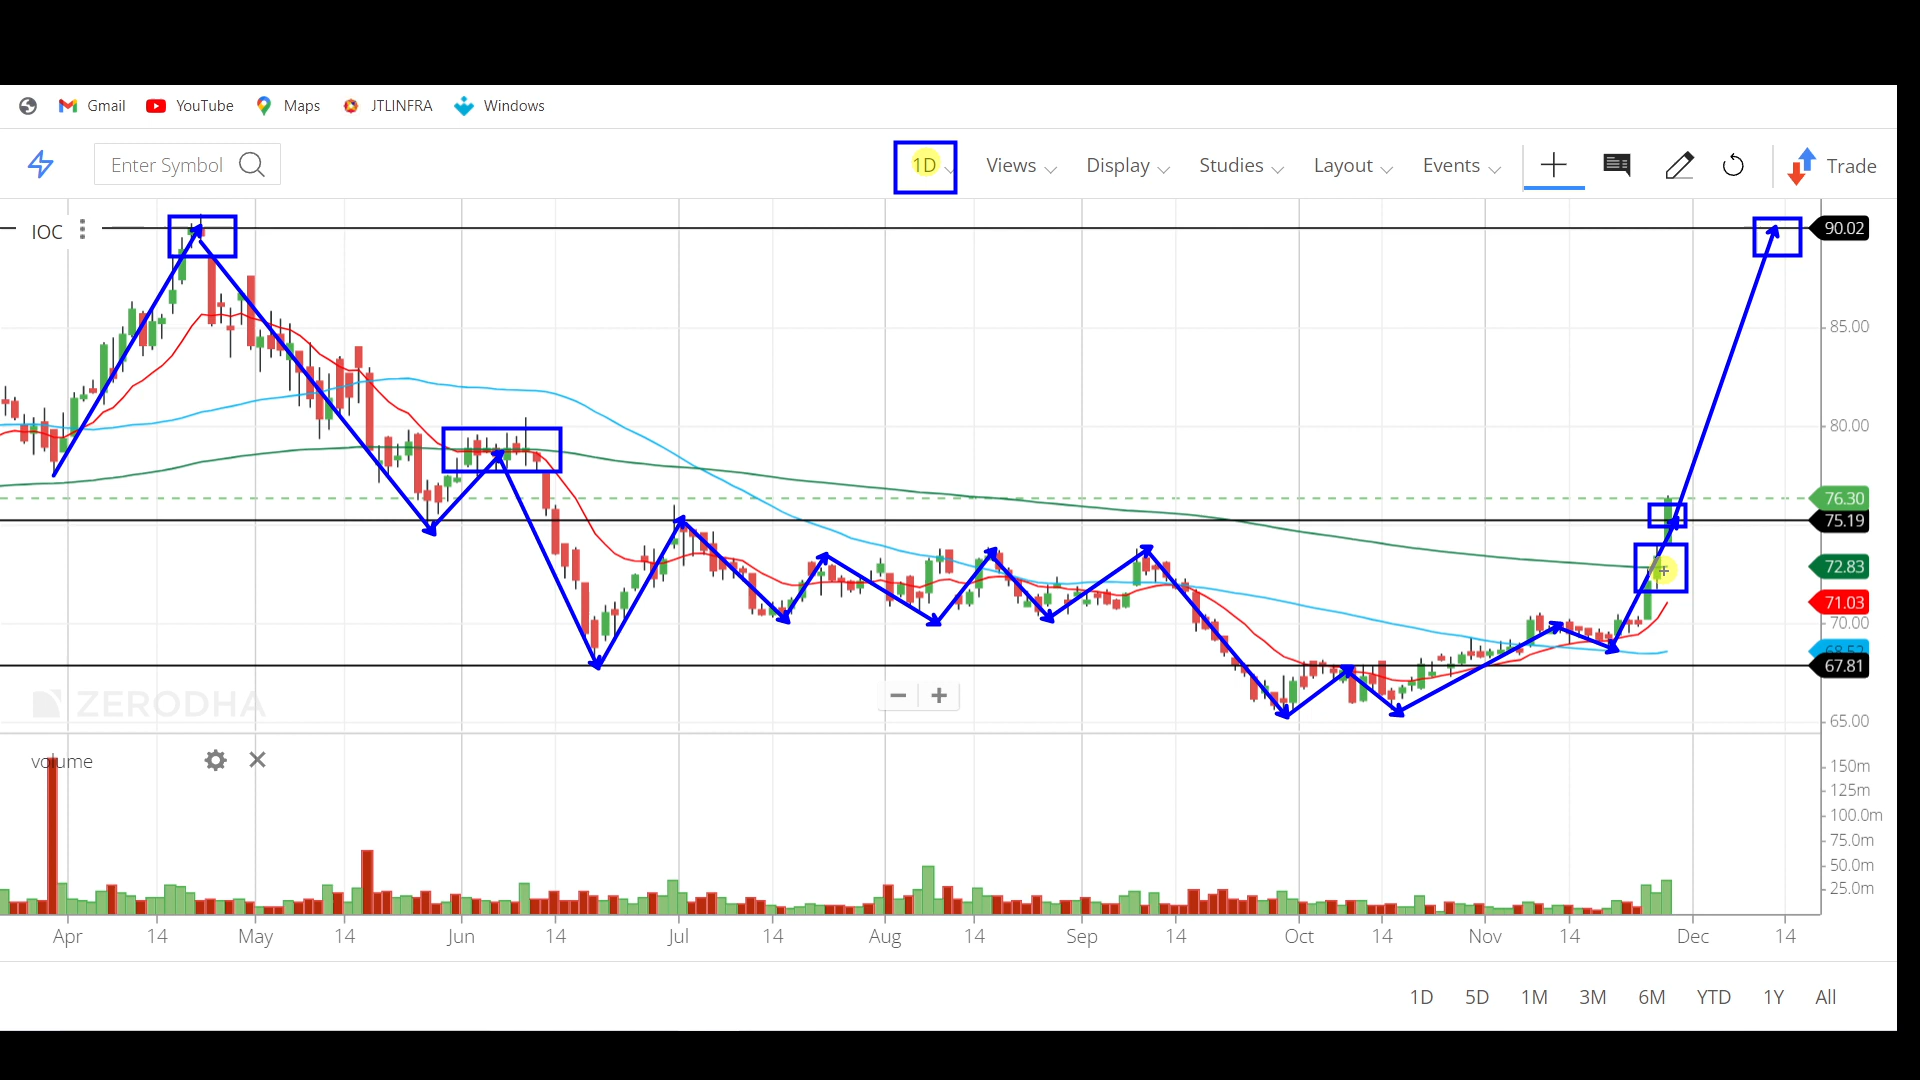 Gmail YouTube Maps JTLINFRA Windows
Enter Symbol 1D Views Display Studies Layout Events Trade
IOC
90.02
85.00
80.00
76.30
75.19
72.83
71.03
70.00
68.52
67.81
65.00
ZERODHA
volume
150m
125m
100.0m
75.0m
50.0m
25.0m
Apr 14 May 14 Jun 14 Jul 14 Aug 14 Sep 14 Oct 14 Nov 14 Dec 14
1D 5D 1M 3M 6M YTD 1Y All